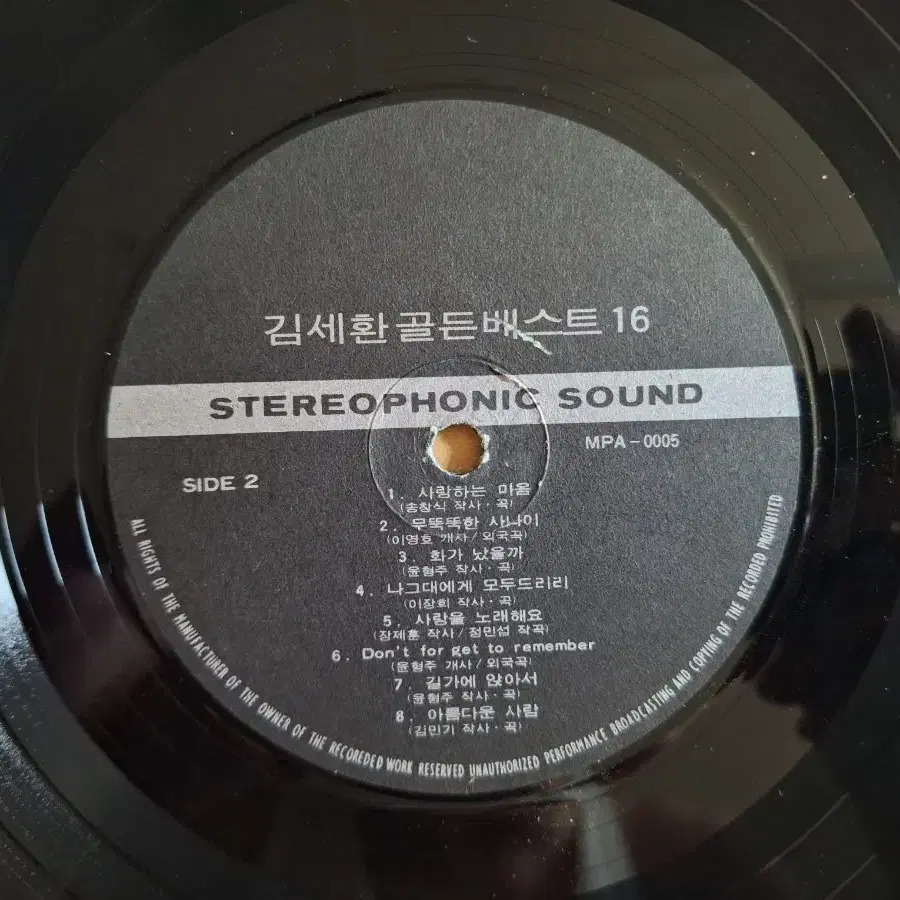 김세환 골든베스트 16
STEREOPHONIC SOUND
MPA-0005
SIDE 2
1. 사랑하는 마음
(송창식 작사·곡)
2. 무뚝뚝한 사나이
(이영호 개사/외국곡)
3. 화가 났을까
(윤형주 작사·곡)
4. 나그대에게 모두드리리
(이장희 작사·곡)
5. 사랑을 노래해요
(장제훈 작사/정민섭 작곡)
6. Don't for get to remember
(윤형주 개사/외국곡)
7. 길가에 앉아서
(윤형주 작사·곡)
8. 아름다운 사람
(김민기 작사·곡)
ALL RIGHTS OF THE MANUFACTURER OF THE OWNER OF THE RECOREDED WORK RESERVED UNAUTHORIZED PERFORMANCE BROADCASTING AND COPTING OF THE RECORDED PROHIBITED